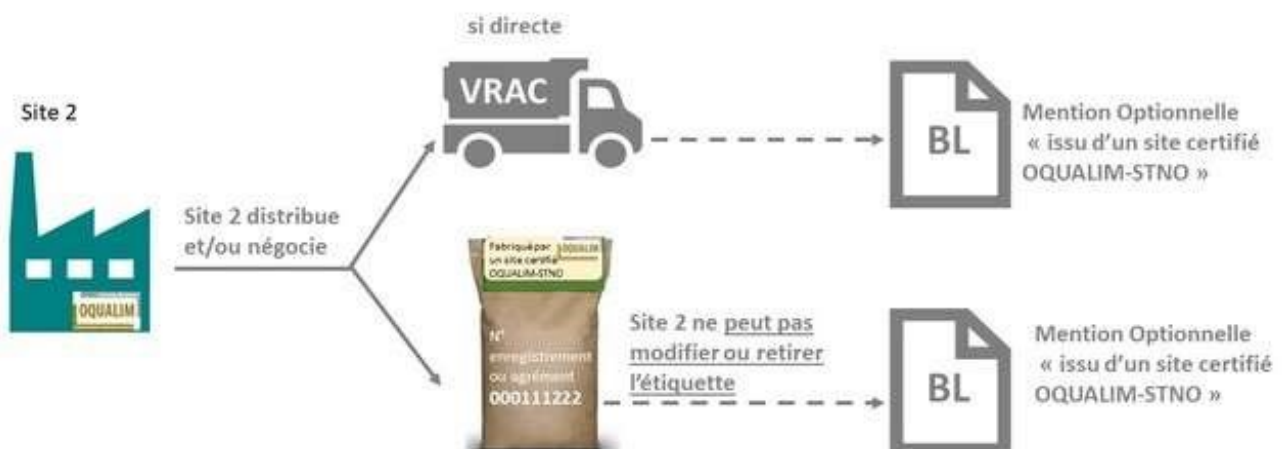 si directe
VRAC
Site 2
Site 2 distribue
et/ou négocie
OQUALIM
BL
Mention Optionnelle
« issu d’un site certifié
OQUALIM-STNO »
Fabriqué par
un site certifié
OQUALIM-STNO
OQUALIM
N°
enregistrement
ou agrément
000111222
Site 2 ne peut pas
modifier ou retirer
l’étiquette
BL
Mention Optionnelle
« issu d’un site certifié
OQUALIM-STNO »